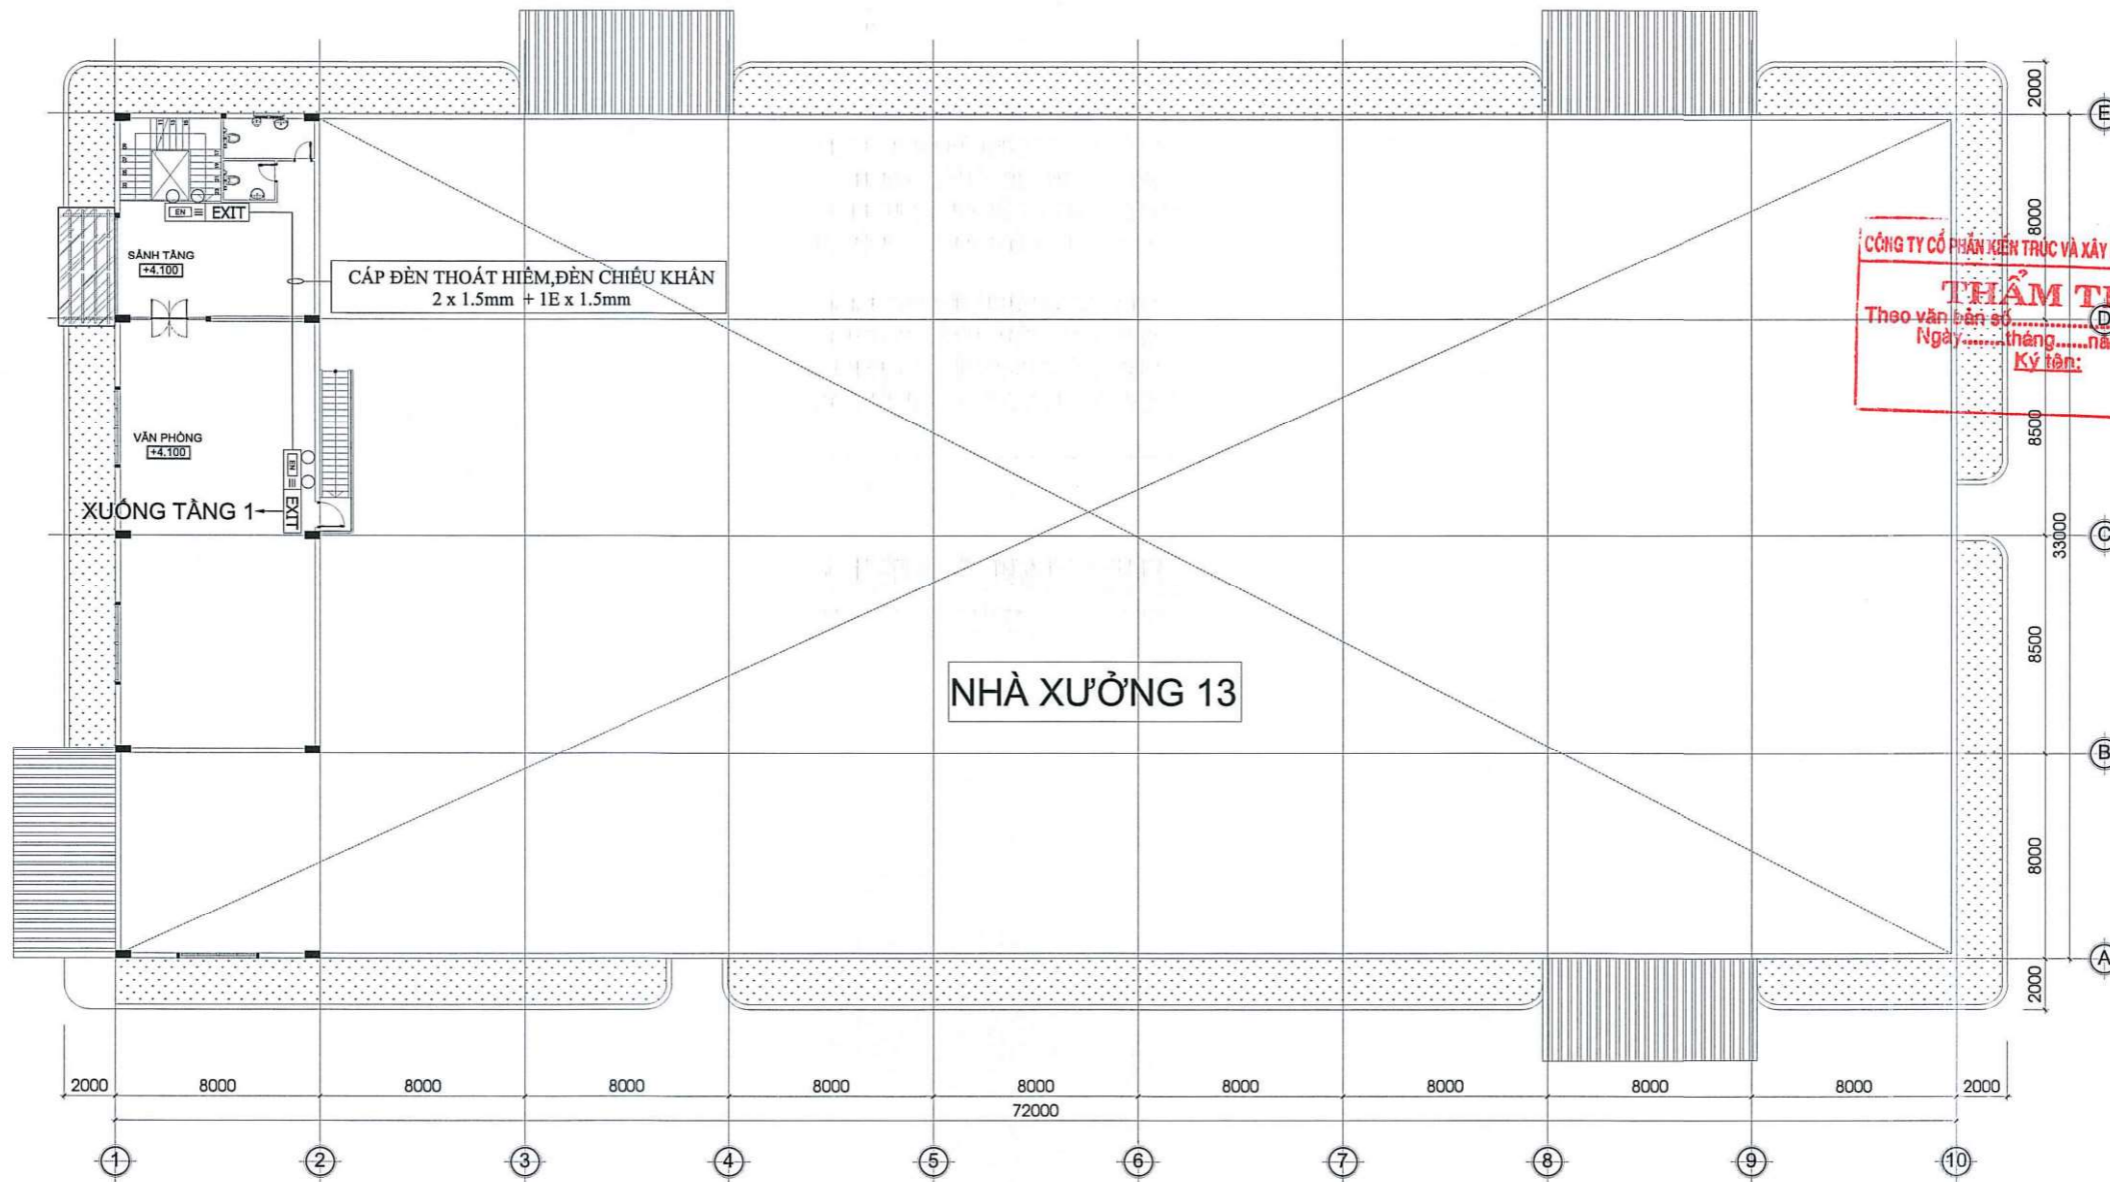 2000
E
EN
EXIT
SẢNH TẦNG
+4.100
8000
CÁP ĐÈN THOÁT HIỂM,ĐÈN CHIẾU KHẨN
2 x 1.5mm + 1E x 1.5mm
CÔNG TY CỔ PHẦN KIẾN TRÚC VÀ XÂY
THẨM
Theo văn bản số
D
Ngày........tháng......
Ký tên:
8500
VĂN PHÒNG
+4.100
EN
EXIT
XUỐNG TẦNG 1
C
33000
8500
NHÀ XƯỞNG 13
B
8000
A
2000
2000 8000 8000 8000 8000 8000 8000 8000 8000 8000 2000
72000
1 2 3 4 5 6 7 8 9 10